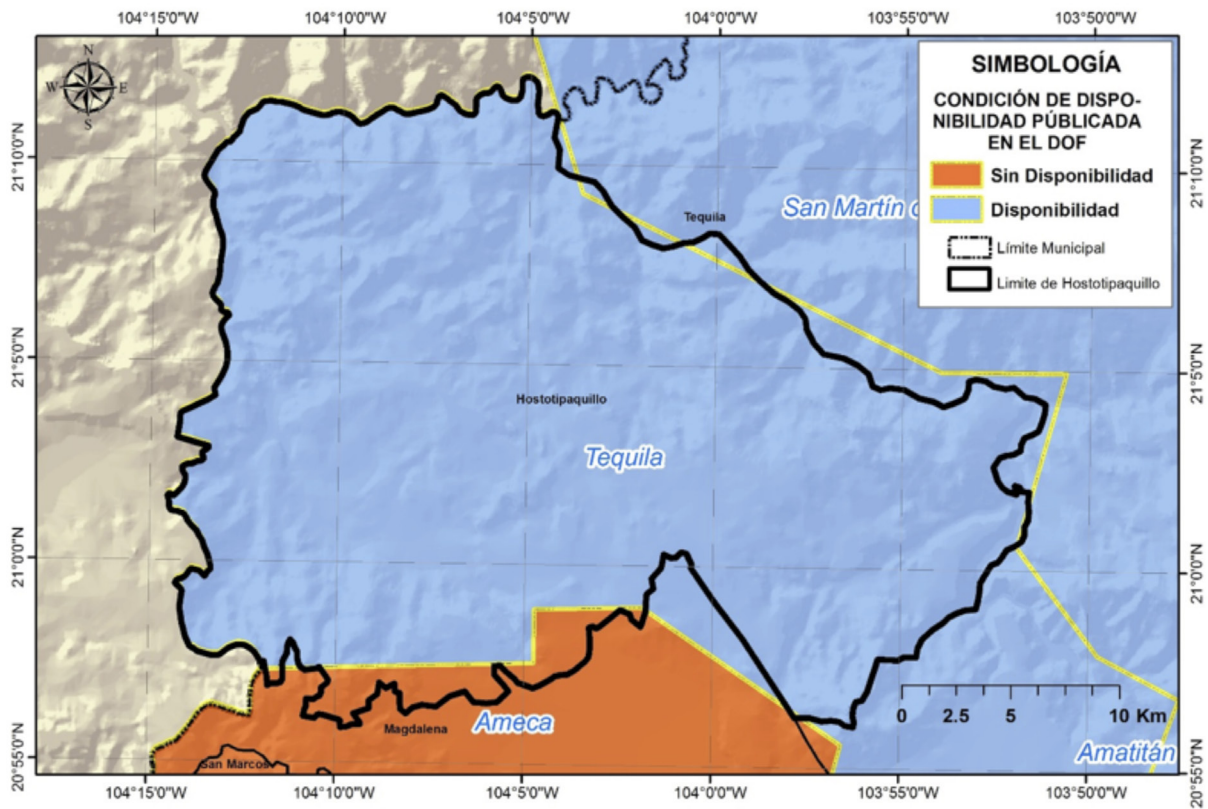 104°15'0"W 104°10'0"W 104°5'0"W 104°0'0"W 103°55'0"W 103°50'0"W
N
W E
S
SIMBOLOGÍA
CONDICIÓN DE DISPO-
NIBILIDAD PÚBLICADA
EN EL DOF
Sin Disponibilidad
Disponibilidad
Límite Municipal
Límite de Hostotipaquillo
21°10'0"N
21°10'0"N
San Martín
Tequila
21°5'0"N
21°5'0"N
Hostotipaquillo
Tequila
21°0'0"N
21°0'0"N
0 2.5 5 10 Km
Magdalena
Ameca
Amatitán
San Marcos
20°55'0"N
20°55'0"N
104°15'0"W 104°10'0"W 104°5'0"W 104°0'0"W 103°55'0"W 103°50'0"W